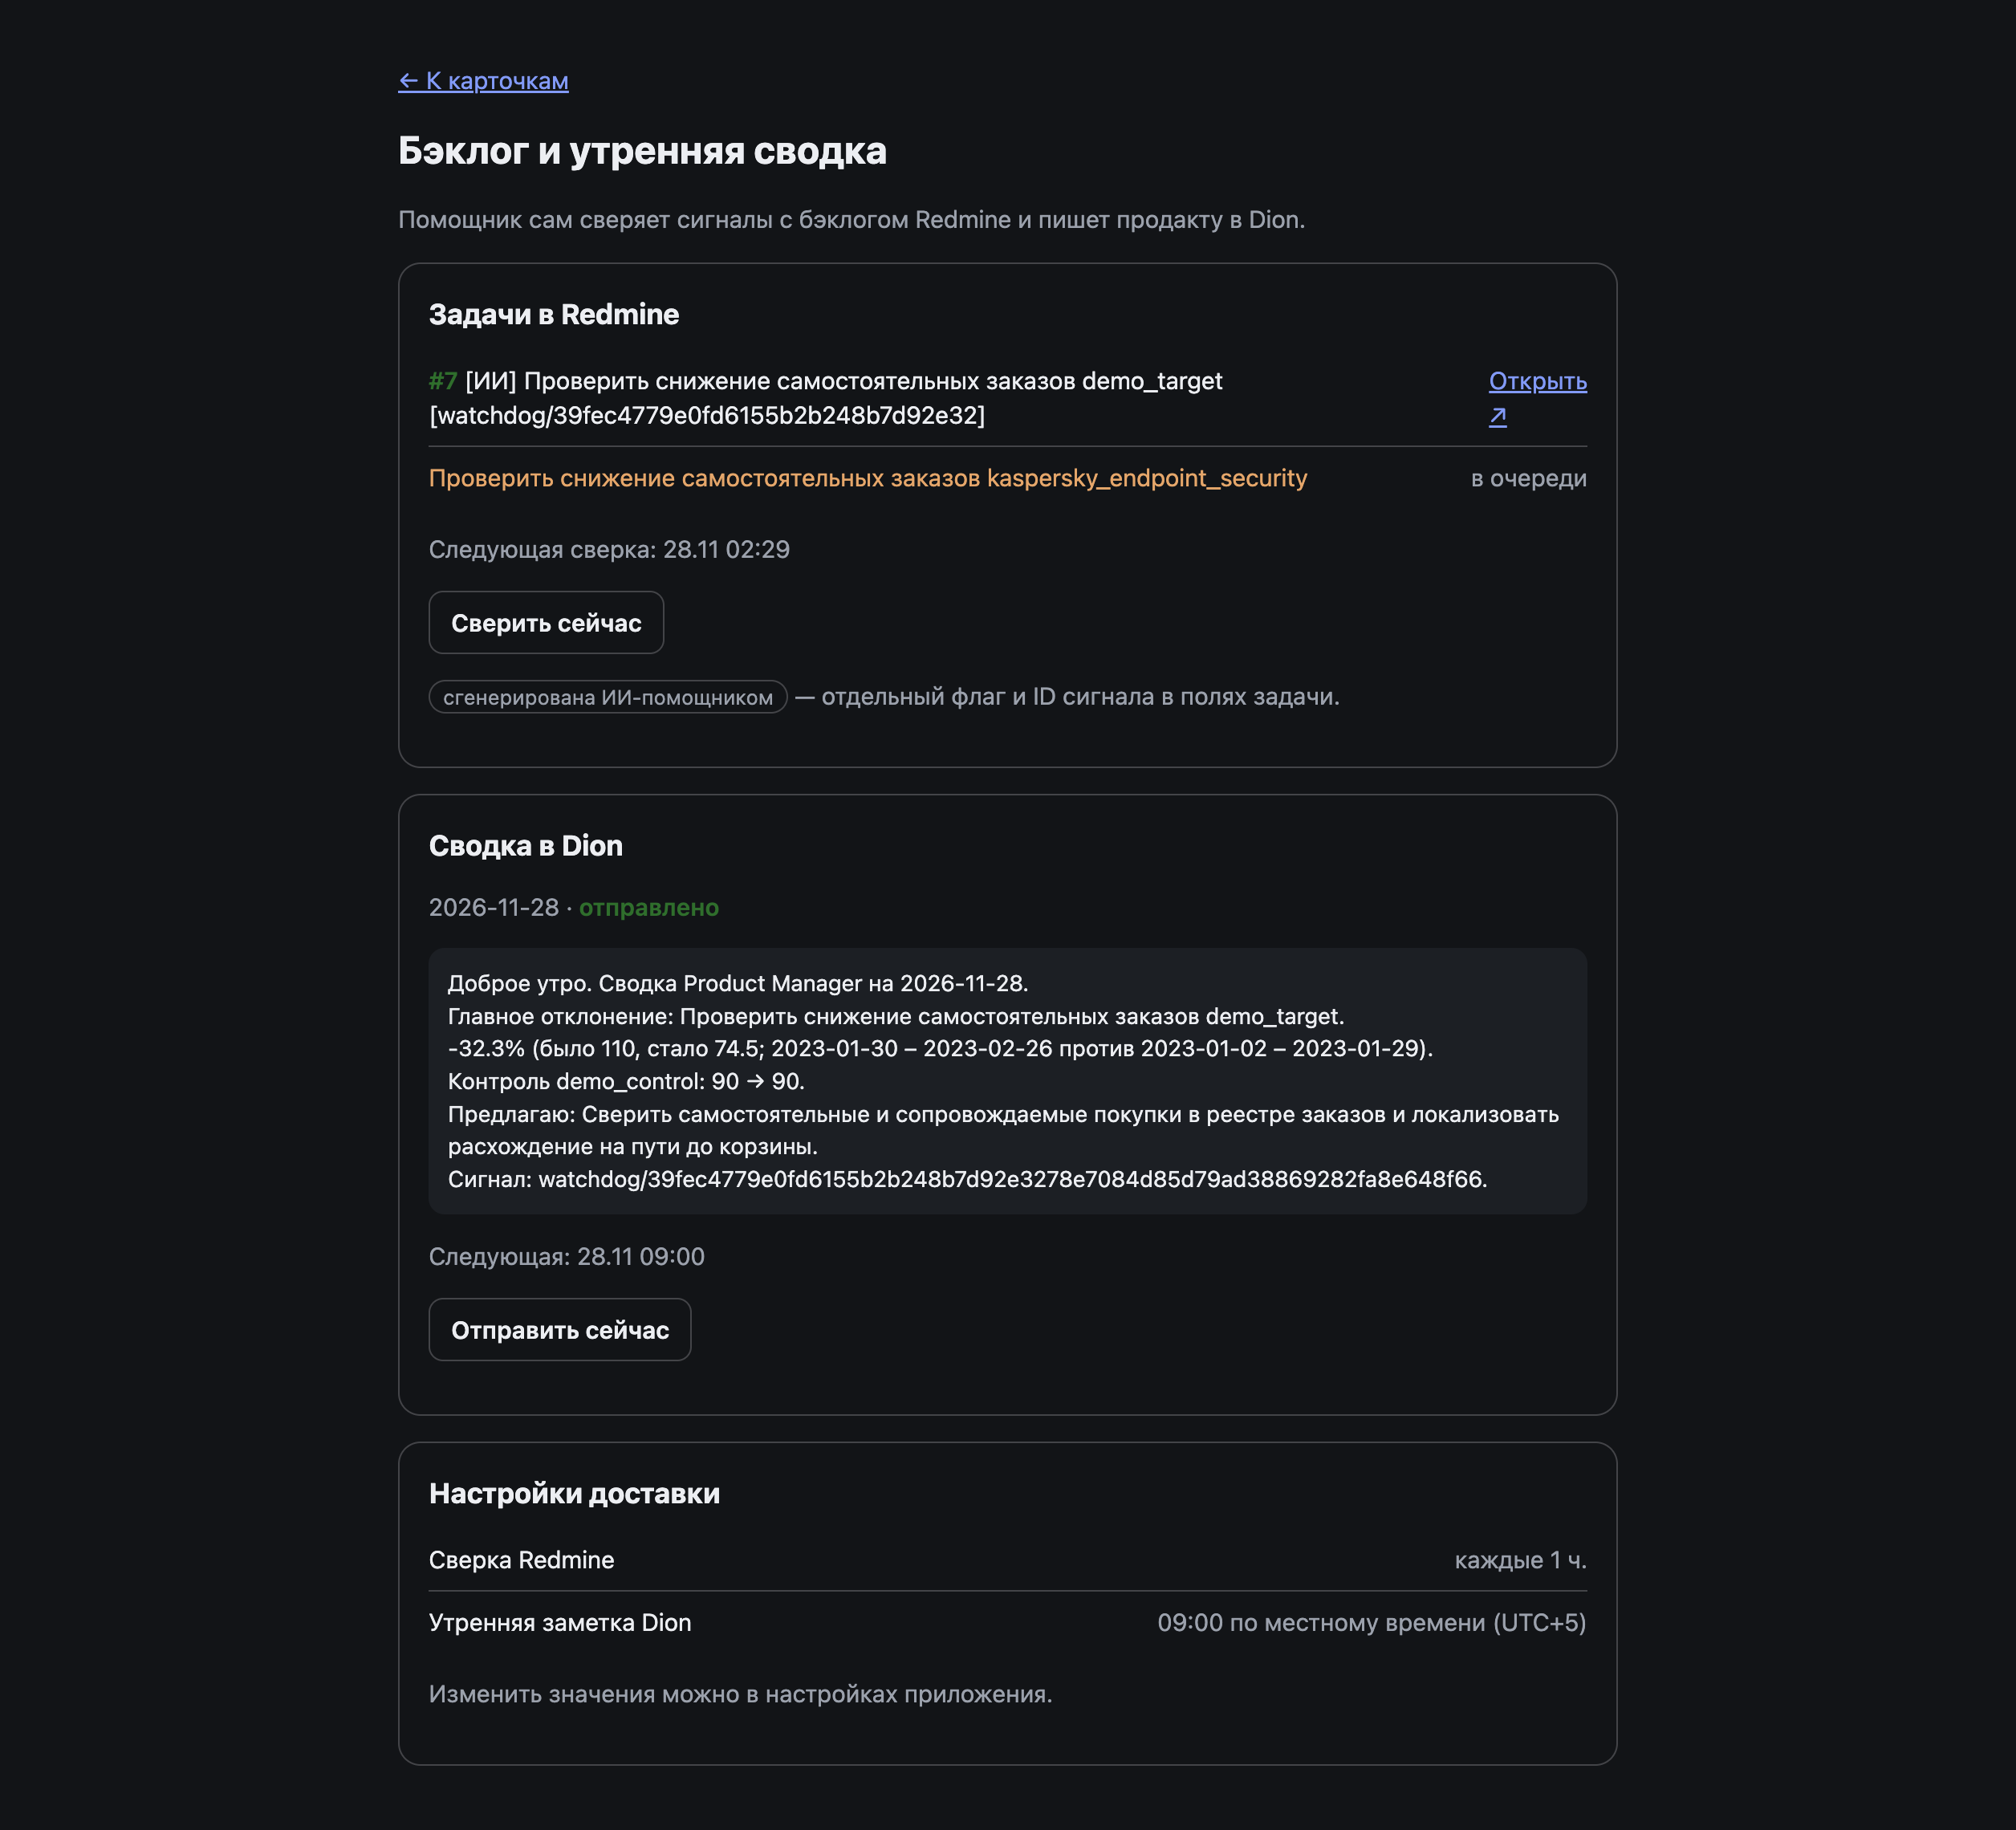 ← К карточкам
Бэклог и утренняя сводка
Помощник сам сверяет сигналы с бэклогом Redmine и пишет продакту в Dion.
Задачи в Redmine
#7 [ИИ] Проверить снижение самостоятельных заказов demo_target Открыть
[watchdog/39fec4779e0fd6155b2b248b7d92e32] ↗
Проверить снижение самостоятельных заказов kaspersky_endpoint_security в очереди
Следующая сверка: 28.11 02:29
Сверить сейчас
сгенерирована ИИ-помощником — отдельный флаг и ID сигнала в полях задачи.
Сводка в Dion
2026-11-28 · отправлено
Доброе утро. Сводка Product Manager на 2026-11-28.
Главное отклонение: Проверить снижение самостоятельных заказов demo_target.
-32.3% (было 110, стало 74.5; 2023-01-30 – 2023-02-26 против 2023-01-02 – 2023-01-29).
Контроль demo_control: 90 → 90.
Предлагаю: Сверить самостоятельные и сопровождаемые покупки в реестре заказов и локализовать
расхождение на пути до корзины.
Сигнал: watchdog/39fec4779e0fd6155b2b248b7d92e3278e7084d85d79ad38869282fa8e648f66.
Следующая: 28.11 09:00
Отправить сейчас
Настройки доставки
Сверка Redmine каждые 1 ч.
Утренняя заметка Dion 09:00 по местному времени (UTC+5)
Изменить значения можно в настройках приложения.